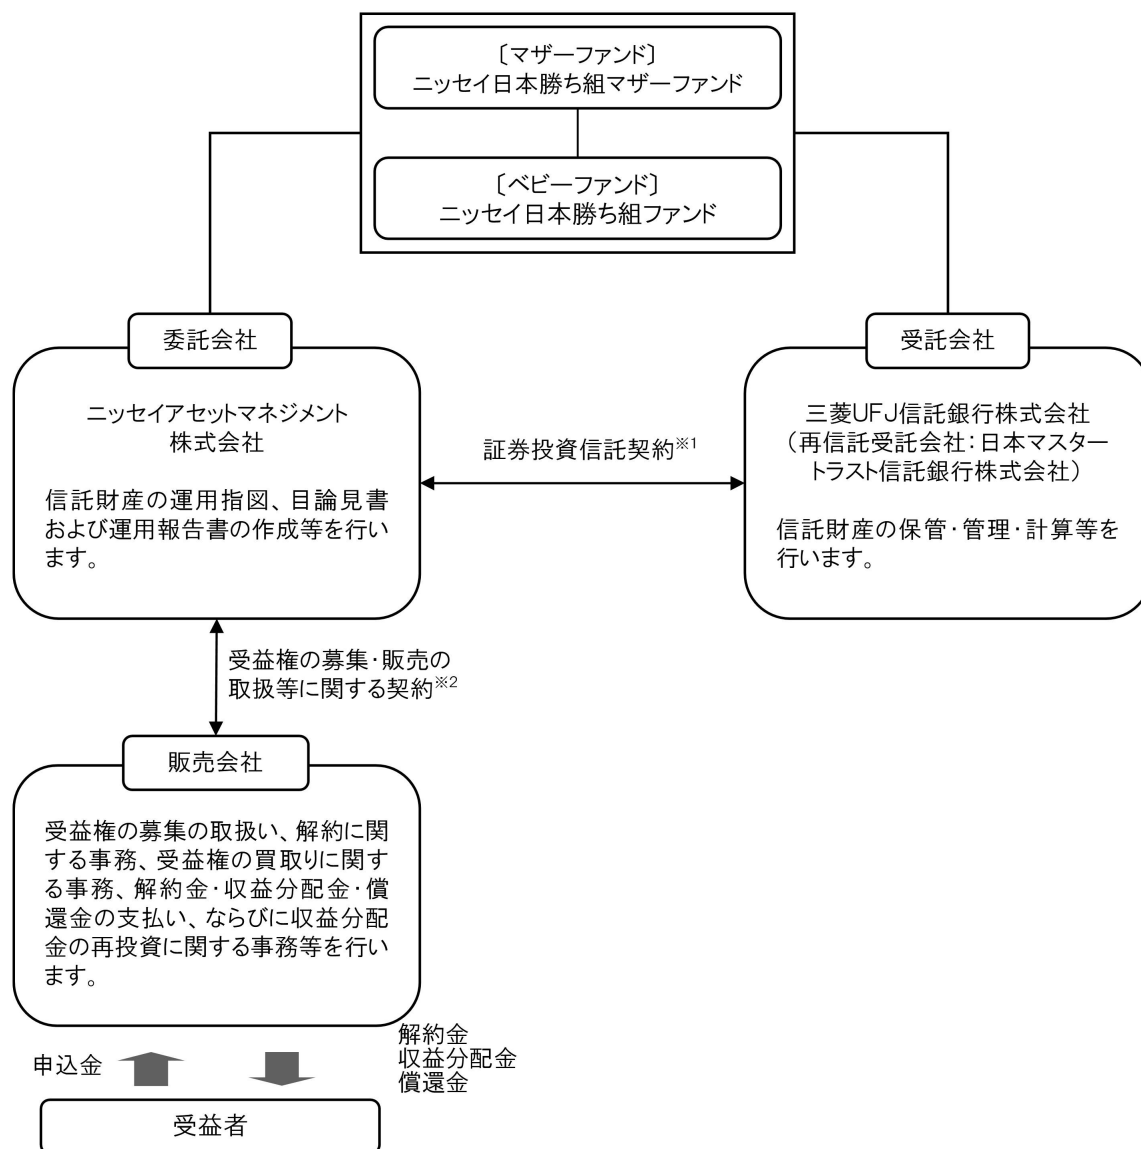 〔マザーファンド〕
ニッセイ日本勝ち組マザーファンド
〔ベビーファンド〕
ニッセイ日本勝ち組ファンド
委託会社
ニッセイアセットマネジメント
株式会社
信託財産の運用指図、目論見書
および運用報告書の作成等を行い
ます。
証券投資信託契約※1
受託会社
三菱UFJ信託銀行株式会社
（再信託受託会社：日本マスター
トラスト信託銀行株式会社）
信託財産の保管・管理・計算等を
行います。
受益権の募集・販売の
取扱等に関する契約※2
販売会社
受益権の募集の取扱い、解約に関
する事務、受益権の買取りに関す
る事務、解約金・収益分配金・償
還金の支払い、ならびに収益分配
金の再投資に関する事務等を行い
ます。
申込金
解約金
収益分配金
償還金
受益者